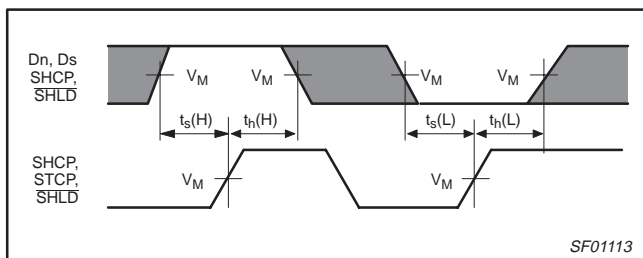 Dn, Ds
SHCP,
SHLD
VM VM VM VM
ts(H) th(H) ts(L) th(L)
SHCP,
STCP,
SHLD
VM VM
SF01113